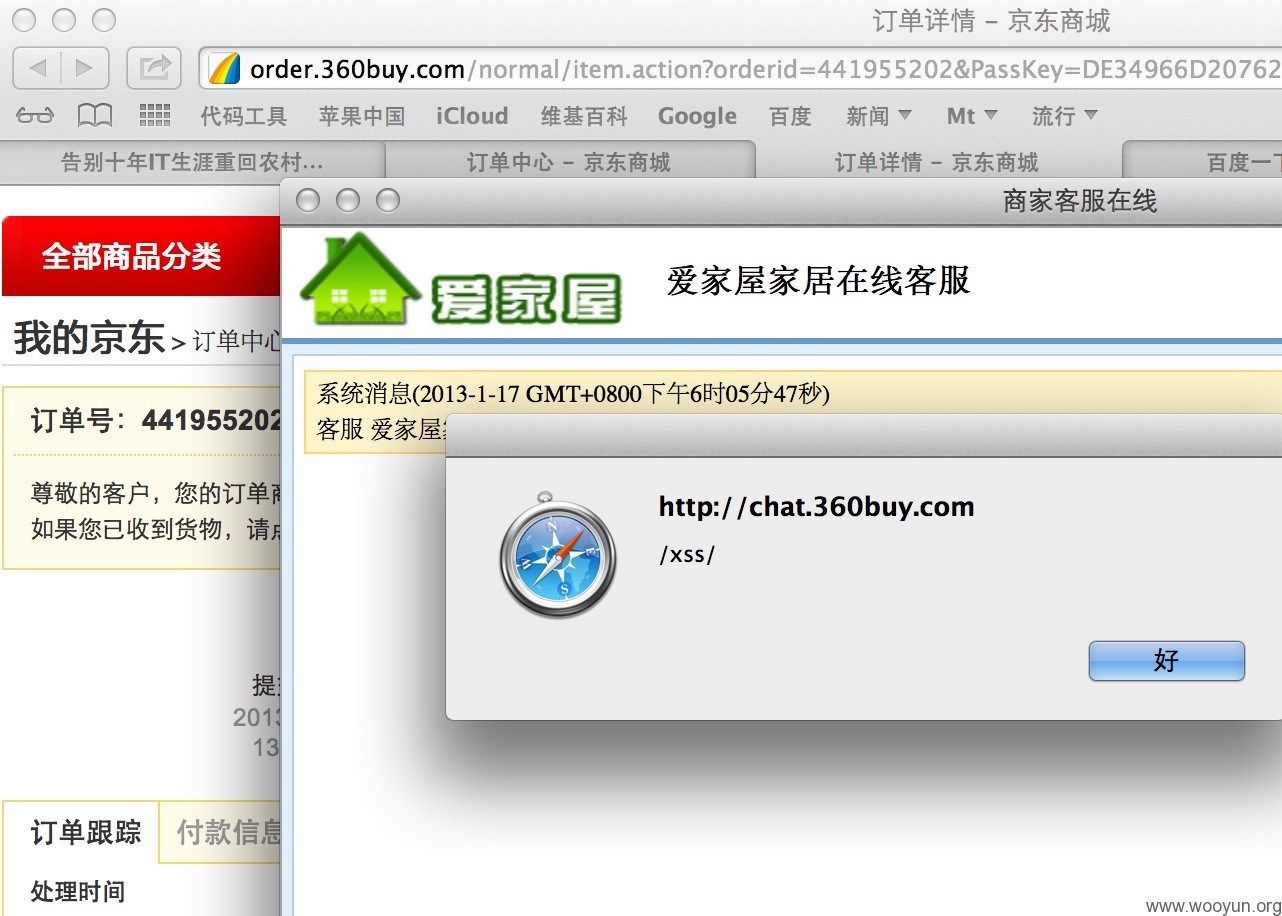 订单详情 – 京东商城
order.360buy.com/normal/item.action?orderid=441955202&PassKey=DE34966D20762
代码工具 苹果中国 iCloud 维基百科 Google 百度 新闻 Mt 流行
告别十年IT生涯重回农村... 订单中心 – 京东商城 订单详情 – 京东商城 百度一下
商家客服在线
全部商品分类
爱家屋 爱家屋家居在线客服
我的京东 > 订单中心
系统消息(2013-1-17 GMT+0800下午6时05分47秒)
订单号：441955202
客服 爱家屋
http://chat.360buy.com
尊敬的客户，您的订单商
如果您已收到货物，请点
/xss/
好
提交
2013
13
订单跟踪 付款信息
处理时间
www.wooyun.org